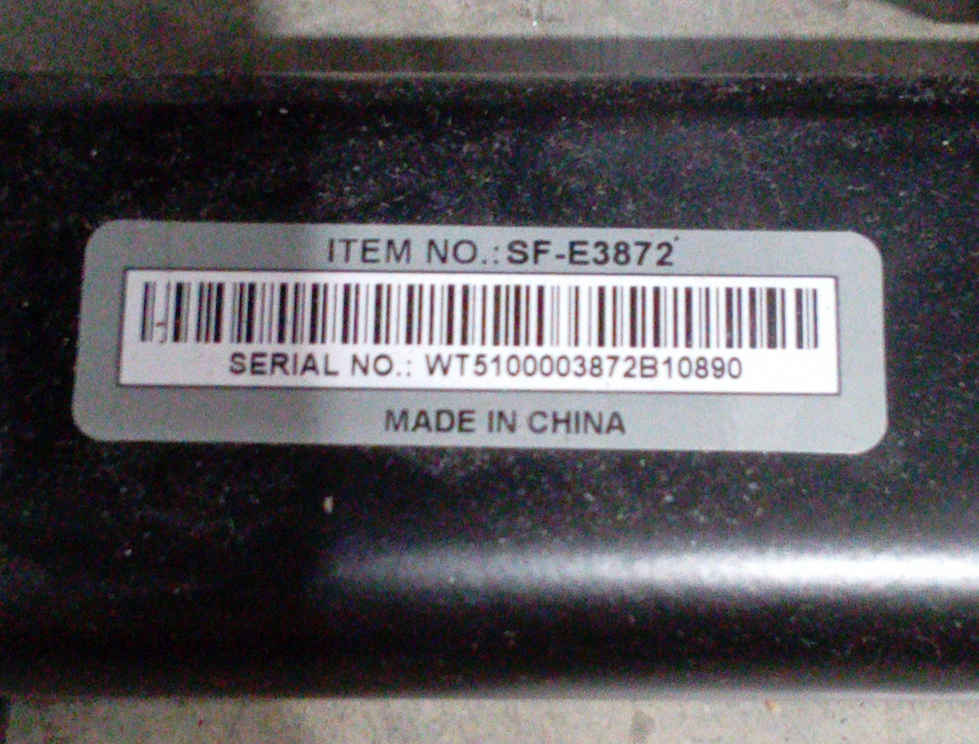 ITEM NO.: SF-E3872
SERIAL NO.: WT5100003872B10890
MADE IN CHINA